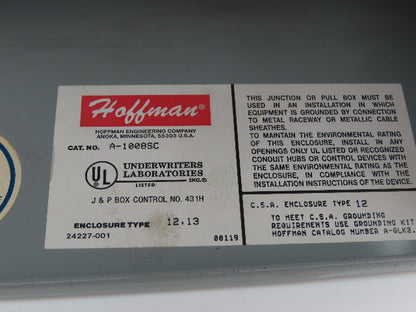 Hoffman®
HOFFMAN ENGINEERING COMPANY
ANOKA, MINNESOTA, 55303 U.S.A.
CAT. NO. A-1008SC
UL
UNDERWRITERS
LABORATORIES
INC.®
LISTED
J & P BOX CONTROL NO. 431H
ENCLOSURE TYPE 12,13
24227-001
00119
THIS JUNCTION OR PULL BOX MUST BE
USED IN AN INSTALLATION IN WHICH
EQUIPMENT IS GROUNDED BY CONNECTION
TO METAL RACEWAY OR METALLIC CABLE
SHEATHES.
TO MAINTAIN THE ENVIRONMENTAL RATING
OF THIS ENCLOSURE, INSTALL IN ANY
OPENINGS ONLY UL LISTED OR RECOGNIZED
CONDUIT HUBS OR CONTROL DEVICES WITH
THE SAME ENVIRONMENTAL RATING AS THE
ENCLOSURE, IN COMPLIANCE WITH THE
INSTALLATION INSTRUCTIONS OF THE DEVICE.
C.S.A. ENCLOSURE TYPE 12
TO MEET C.S.A. GROUNDING
REQUIREMENTS USE GROUNDING KIT
HOFFMAN CATALOG NUMBER A-GLK2.